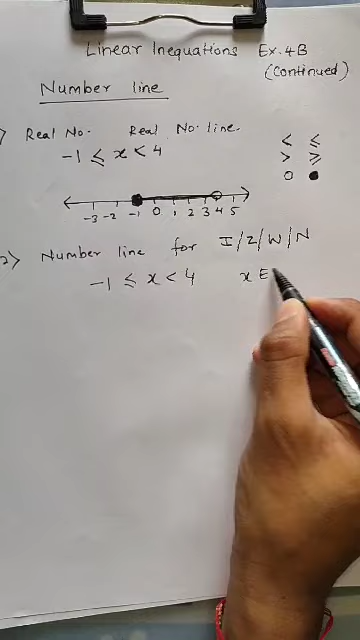 Linear Inequations Ex.4B
(Continued)
Number line
Real No. Real No. line.
-1 ≤ x < 4
< ≤
> ≥
○ ●
-3 -2 -1 0 1 2 3 4 5
2> Number line for I/Z/W/N
-1 ≤ x < 4 x E